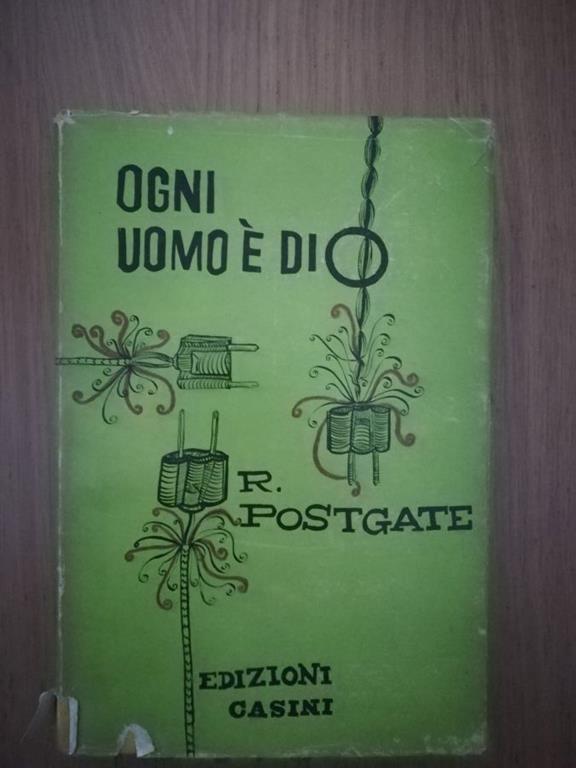 OGNI
UOMO È DIO
R.
POSTGATE
EDIZIONI
CASINI